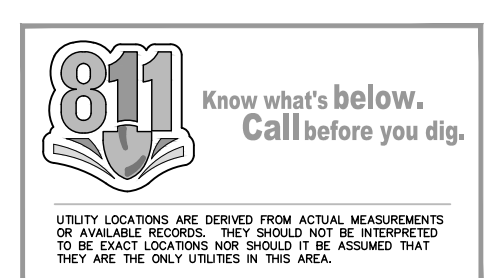 811
Know what's below.
Call before you dig.
UTILITY LOCATIONS ARE DERIVED FROM ACTUAL MEASUREMENTS
OR AVAILABLE RECORDS. THEY SHOULD NOT BE INTERPRETED
TO BE EXACT LOCATIONS NOR SHOULD IT BE ASSUMED THAT
THEY ARE THE ONLY UTILITIES IN THIS AREA.